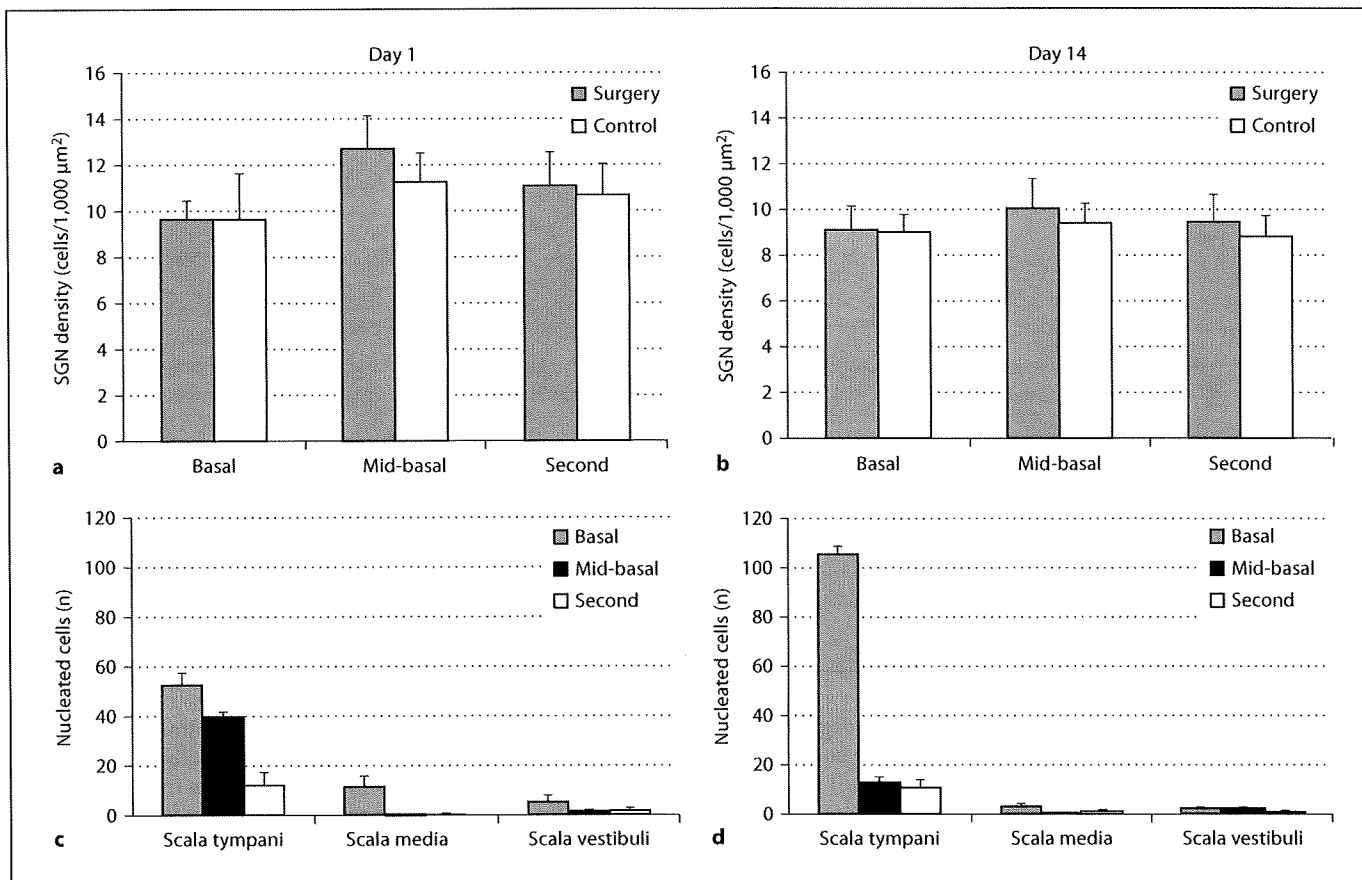 Day 1
16
14
12
10
8
6
4
2
0
SGN density (cells/1,000 µm²)
Surgery
Control
Basal
Mid-basal
Second
a
Day 14
16
14
12
10
8
6
4
2
0
SGN density (cells/1,000 µm²)
Surgery
Control
Basal
Mid-basal
Second
b
120
100
80
60
40
20
0
Nucleated cells (n)
Basal
Mid-basal
Second
Scala tympani
Scala media
Scala vestibuli
c
120
100
80
60
40
20
0
Nucleated cells (n)
Basal
Mid-basal
Second
Scala tympani
Scala media
Scala vestibuli
d